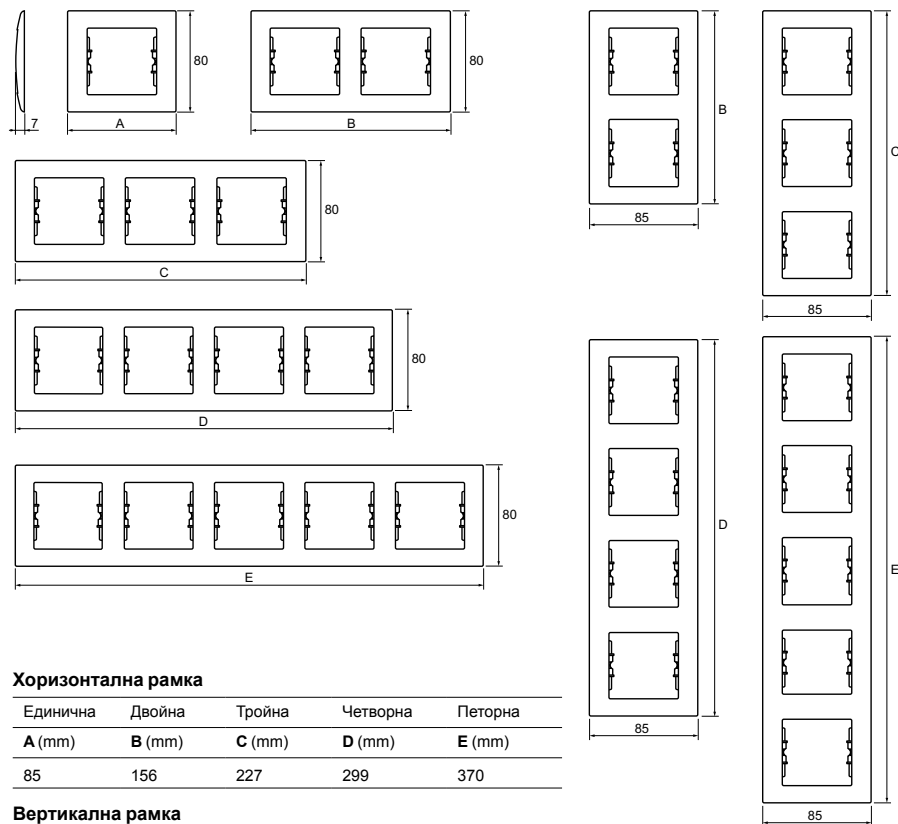 80
7
A
80
B
80
C
80
D
80
E
B
85
C
85
D
85
E
85
Хоризонтална рамка
Единична Двойна Тройна Четворна Петорна
A (mm) B (mm) C (mm) D (mm) E (mm)
85 156 227 299 370
Вертикална рамка